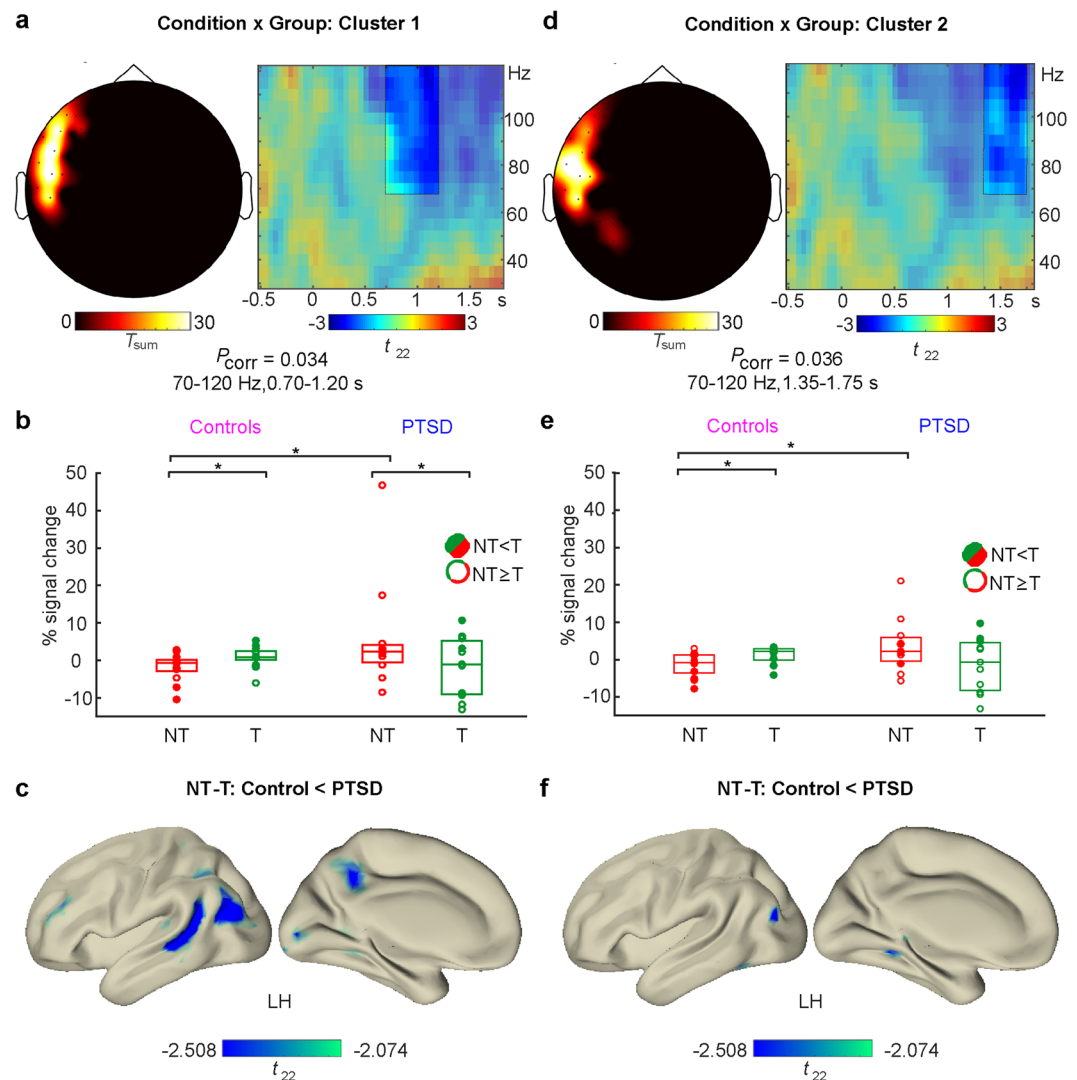 a
Condition x Group: Cluster 1
Hz
100
80
60
40
-0.5 0 0.5 1 1.5 s
0 30
Tsum
-3 3
t 22
Pcorr = 0.034
70-120 Hz,0.70-1.20 s
d
Condition x Group: Cluster 2
Hz
100
80
60
40
-0.5 0 0.5 1 1.5 s
0 30
Tsum
-3 3
t 22
Pcorr = 0.036
70-120 Hz,1.35-1.75 s
b
Controls PTSD
* * *
% signal change
50
40
30
20
10
0
-10
NT<T
NT≥T
NT T NT T
e
Controls PTSD
* *
% signal change
50
40
30
20
10
0
-10
NT<T
NT≥T
NT T NT T
c
NT-T: Control < PTSD
LH
-2.508 -2.074
t 22
f
NT-T: Control < PTSD
LH
-2.508 -2.074
t 22